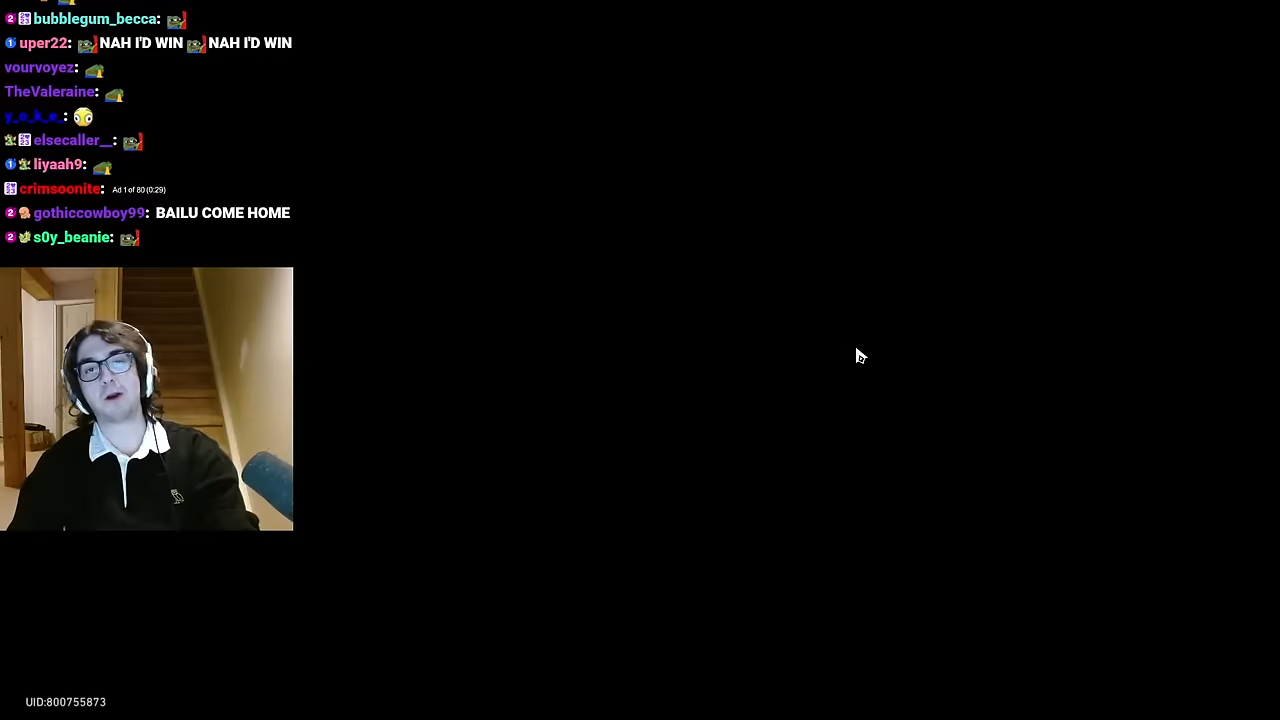 bubblegum_becca:
uper22: NAH I'D WIN NAH I'D WIN
vourvoyez:
TheValeraine:
y_o_k_e_:
elsecaller__:
liyaah9:
crimsoonite: Ad 1 of 80 (0:29)
gothiccowboy99: BAILU COME HOME
s0y_beanie:
UID:800755873